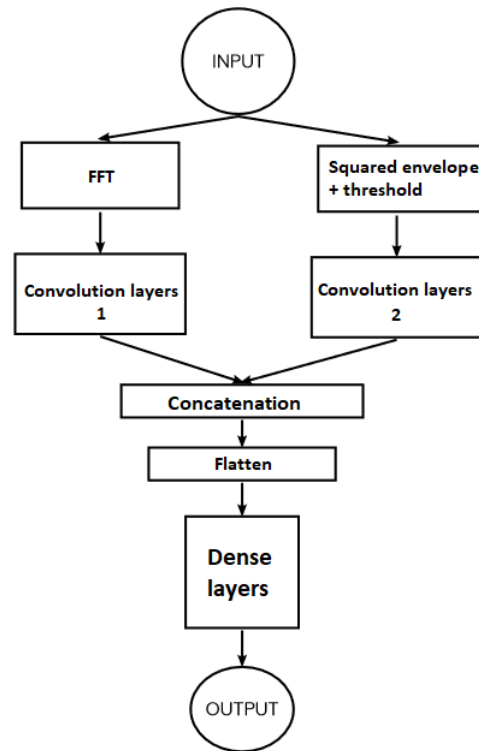 INPUT
FFT
Squared envelope
+ threshold
Convolution layers
1
Convolution layers
2
Concatenation
Flatten
Dense
layers
OUTPUT